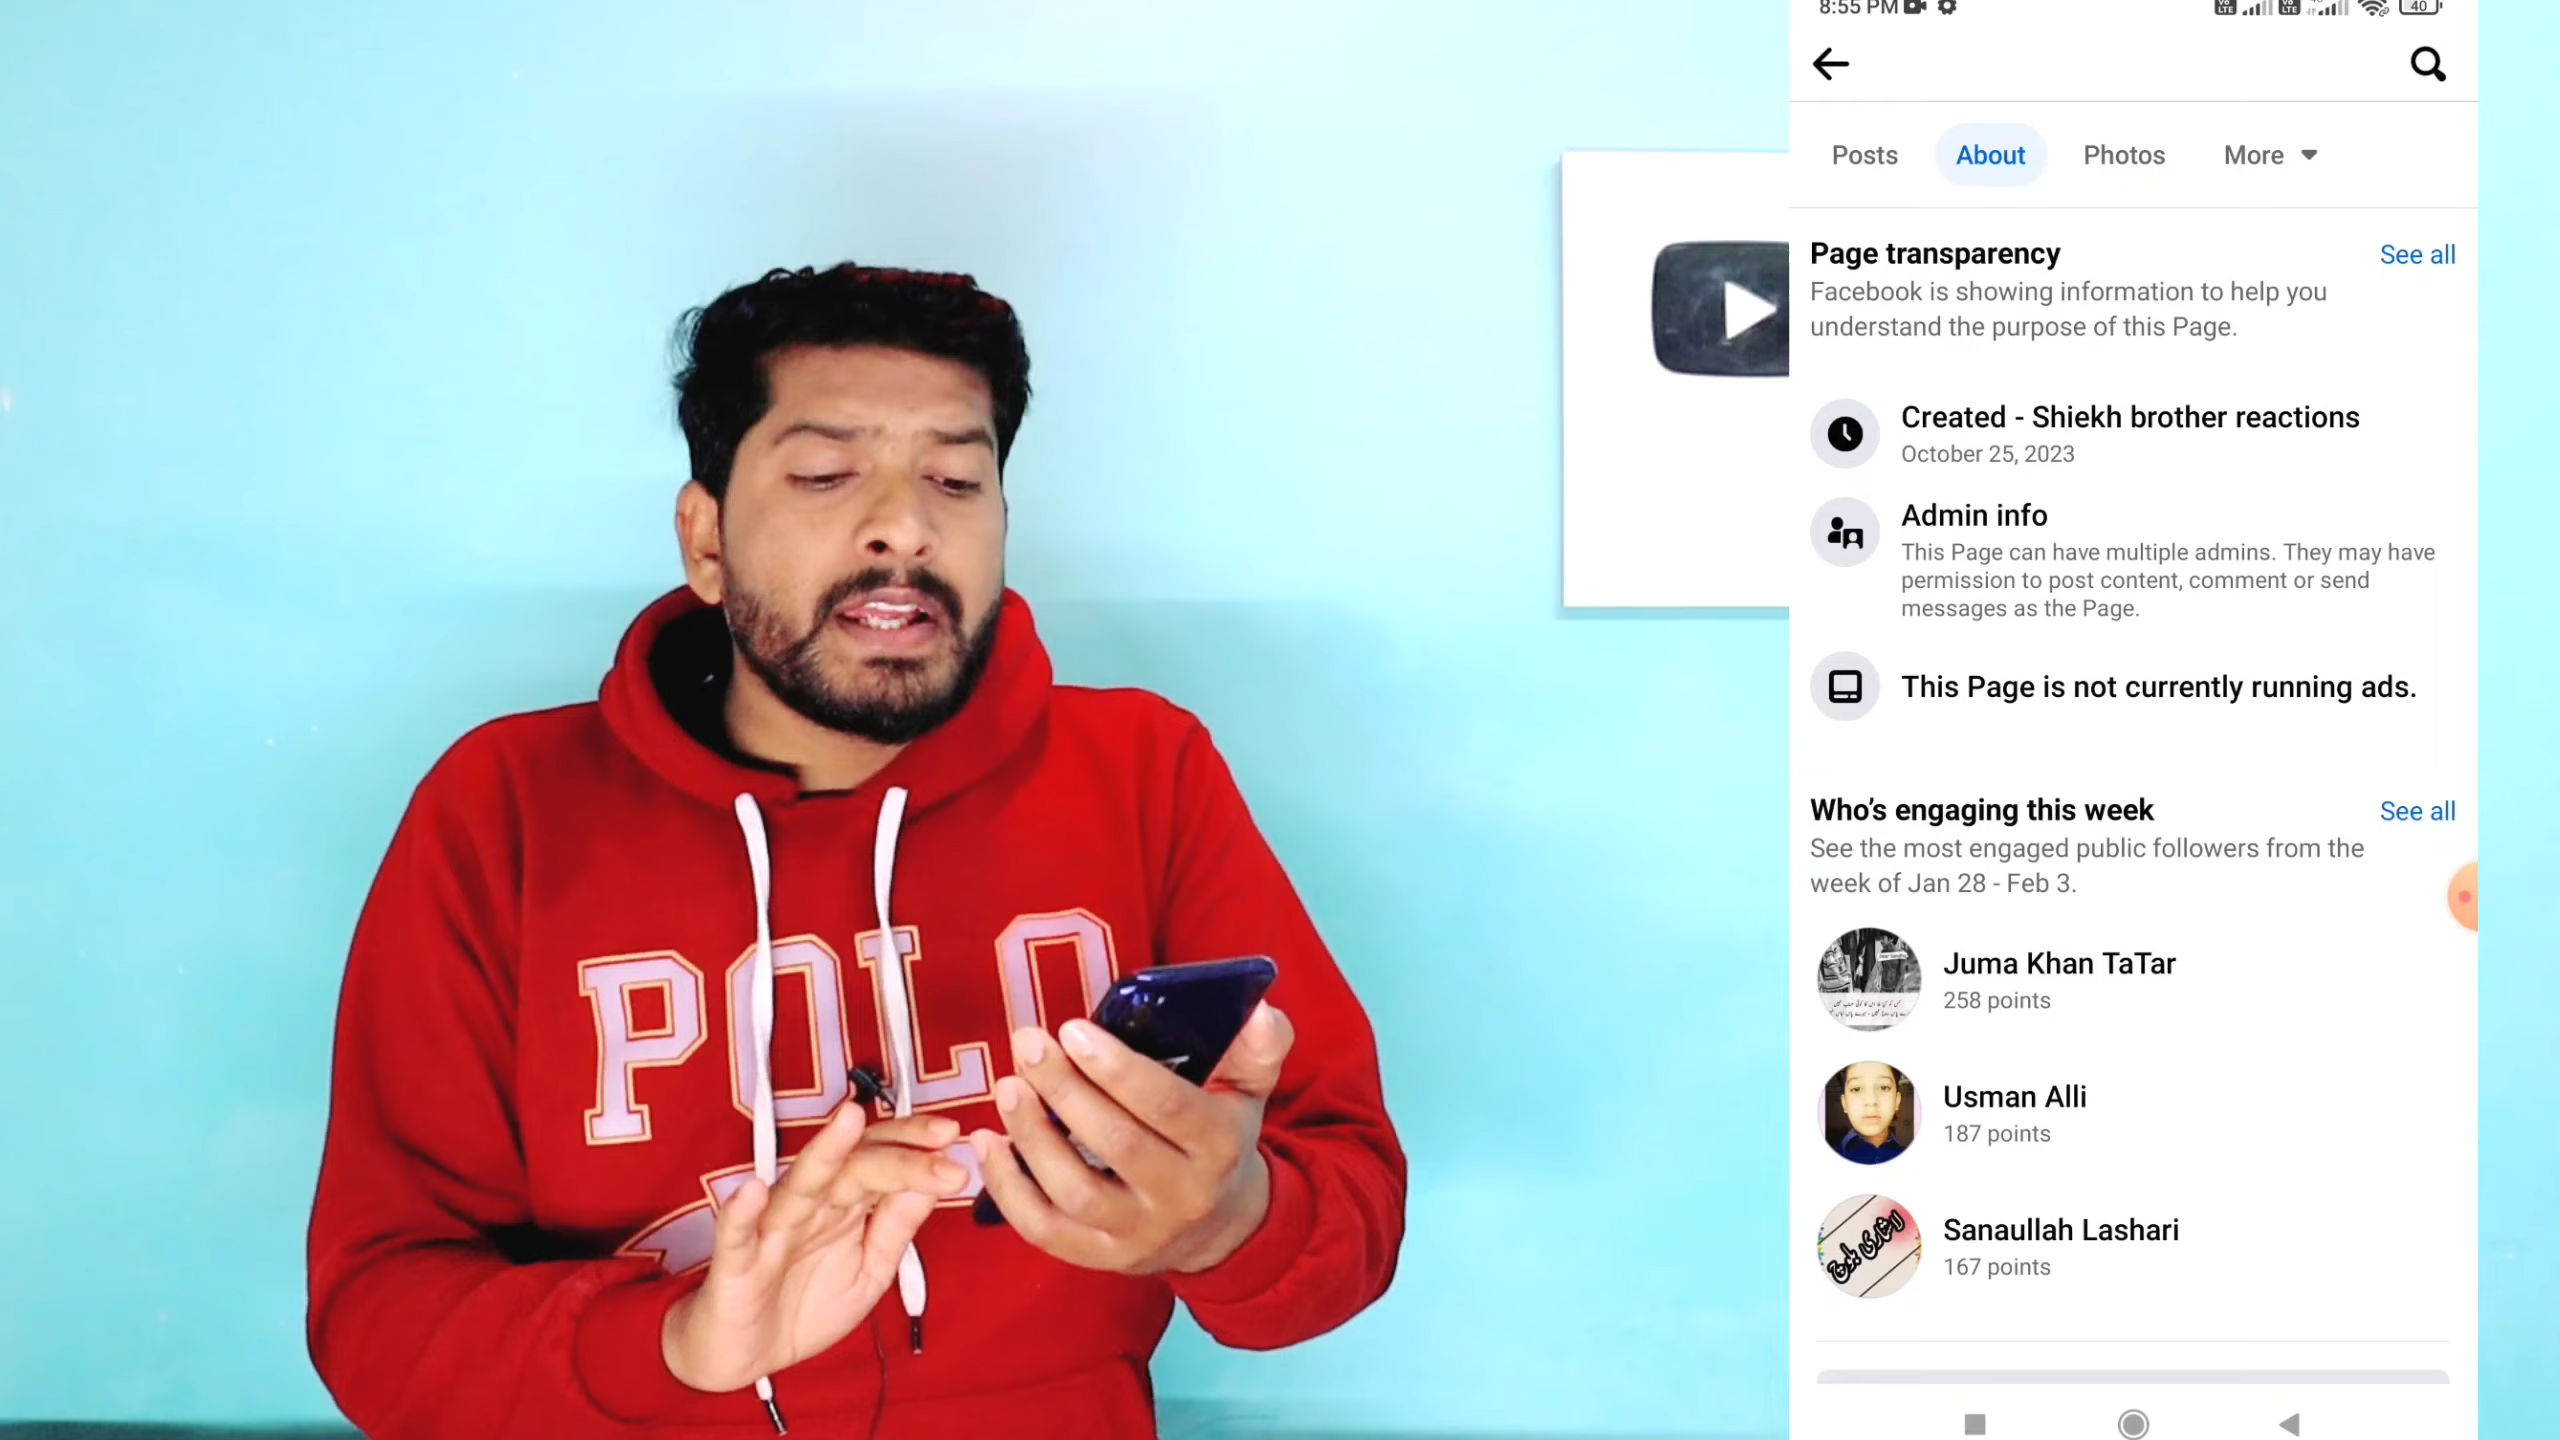 8:55 PM
40
Posts
About
Photos
More
Page transparency
See all
Facebook is showing information to help you
understand the purpose of this Page.
Created - Shiekh brother reactions
October 25, 2023
Admin info
This Page can have multiple admins. They may have
permission to post content, comment or send
messages as the Page.
This Page is not currently running ads.
Who's engaging this week
See all
See the most engaged public followers from the
week of Jan 28 - Feb 3.
Juma Khan TaTar
258 points
Usman Alli
187 points
Sanaullah Lashari
167 points
لاشاری بلوچ
POLO